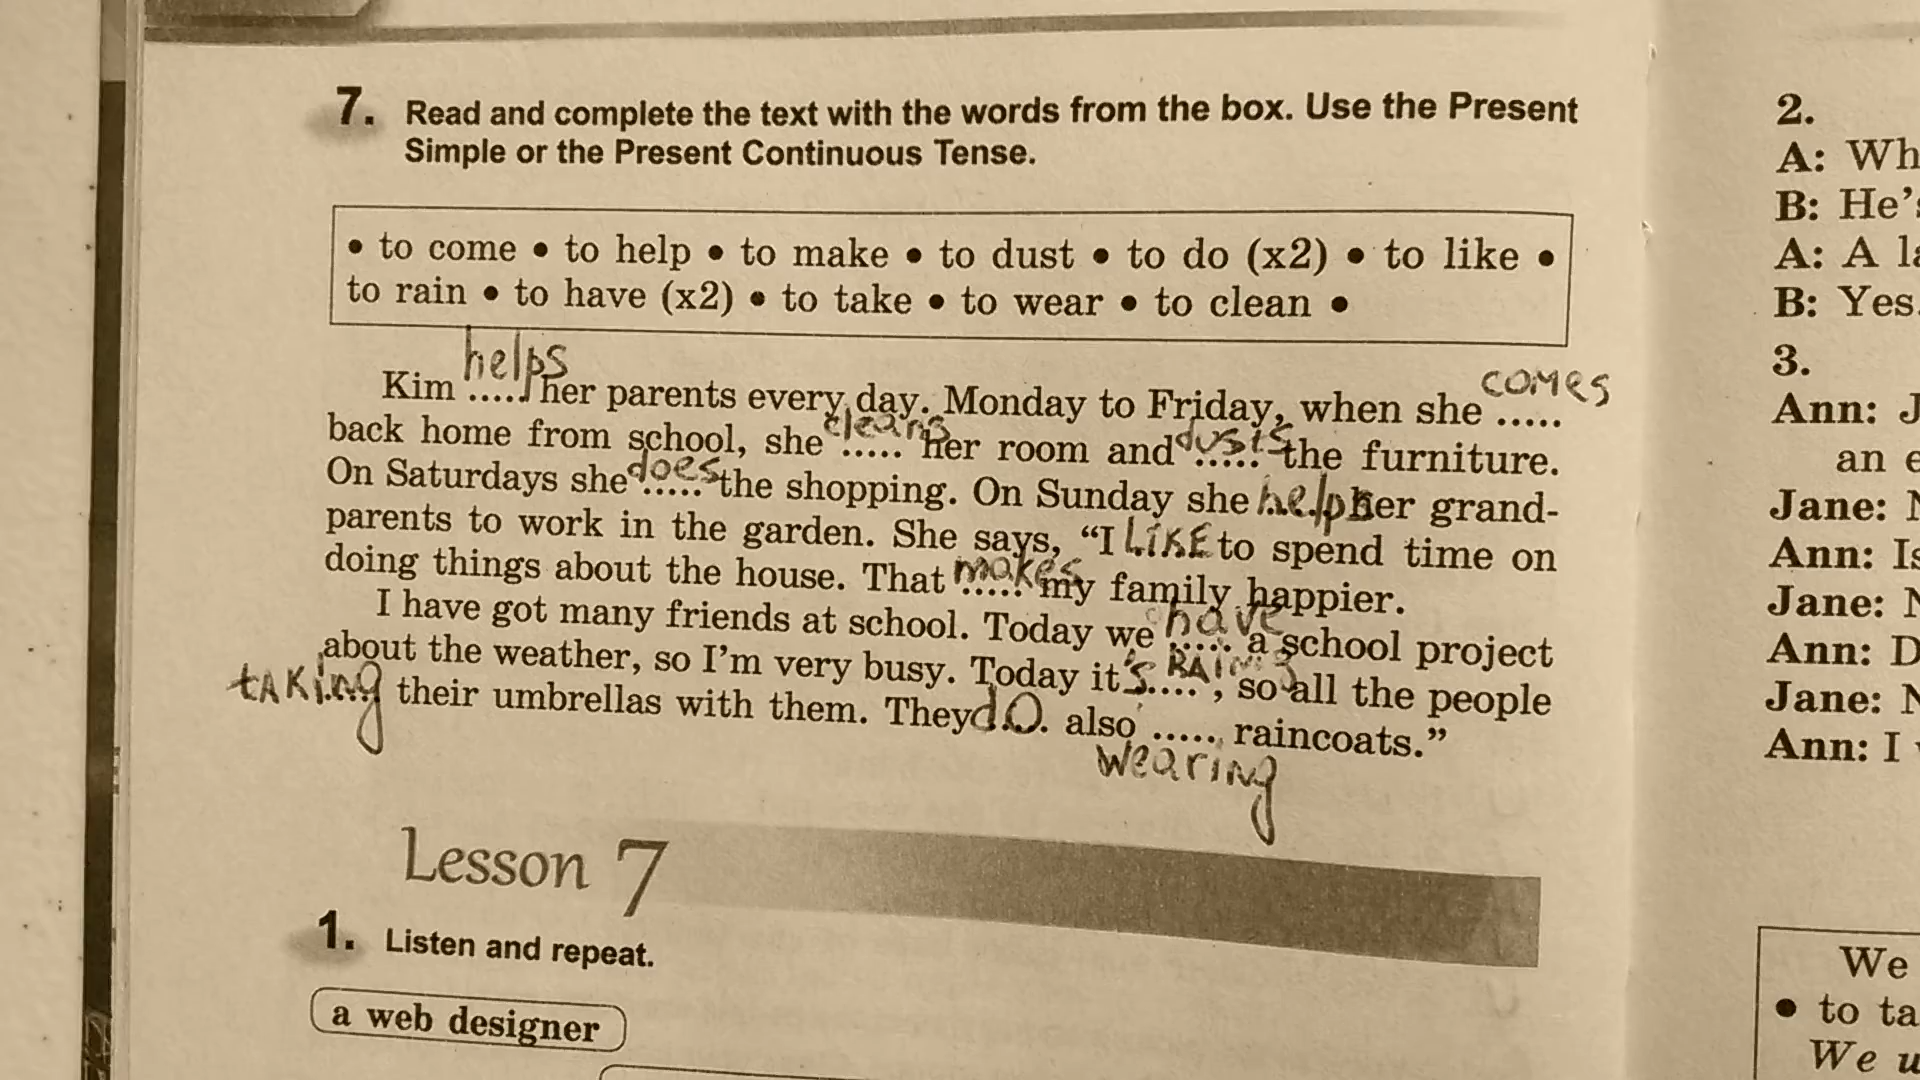 7. Read and complete the text with the words from the box. Use the Present
Simple or the Present Continuous Tense.
• to come • to help • to make • to dust • to do (x2) • to like •
to rain • to have (x2) • to take • to wear • to clean •
Kim ..... helps her parents every day. Monday to Friday, when she ..... comes
back home from school, she ..... cleans her room and ..... dusts the furniture.
On Saturdays she ..... does the shopping. On Sunday she helps her grand-
parents to work in the garden. She says, “I LIKE to spend time on
doing things about the house. That ..... makes my family happier.
I have got many friends at school. Today we ..... have a school project
about the weather, so I’m very busy. Today it's ..... RAining, so all the people
tAKing their umbrellas with them. They dO. also ..... raincoats.”
wearing
Lesson 7
1. Listen and repeat.
a web designer
2.
A: Wh
B: He’s
A: A la
B: Yes.
3.
Ann: J
an e
Jane: N
Ann: Is
Jane: N
Ann: D
Jane: N
Ann: I
We
• to ta
We u